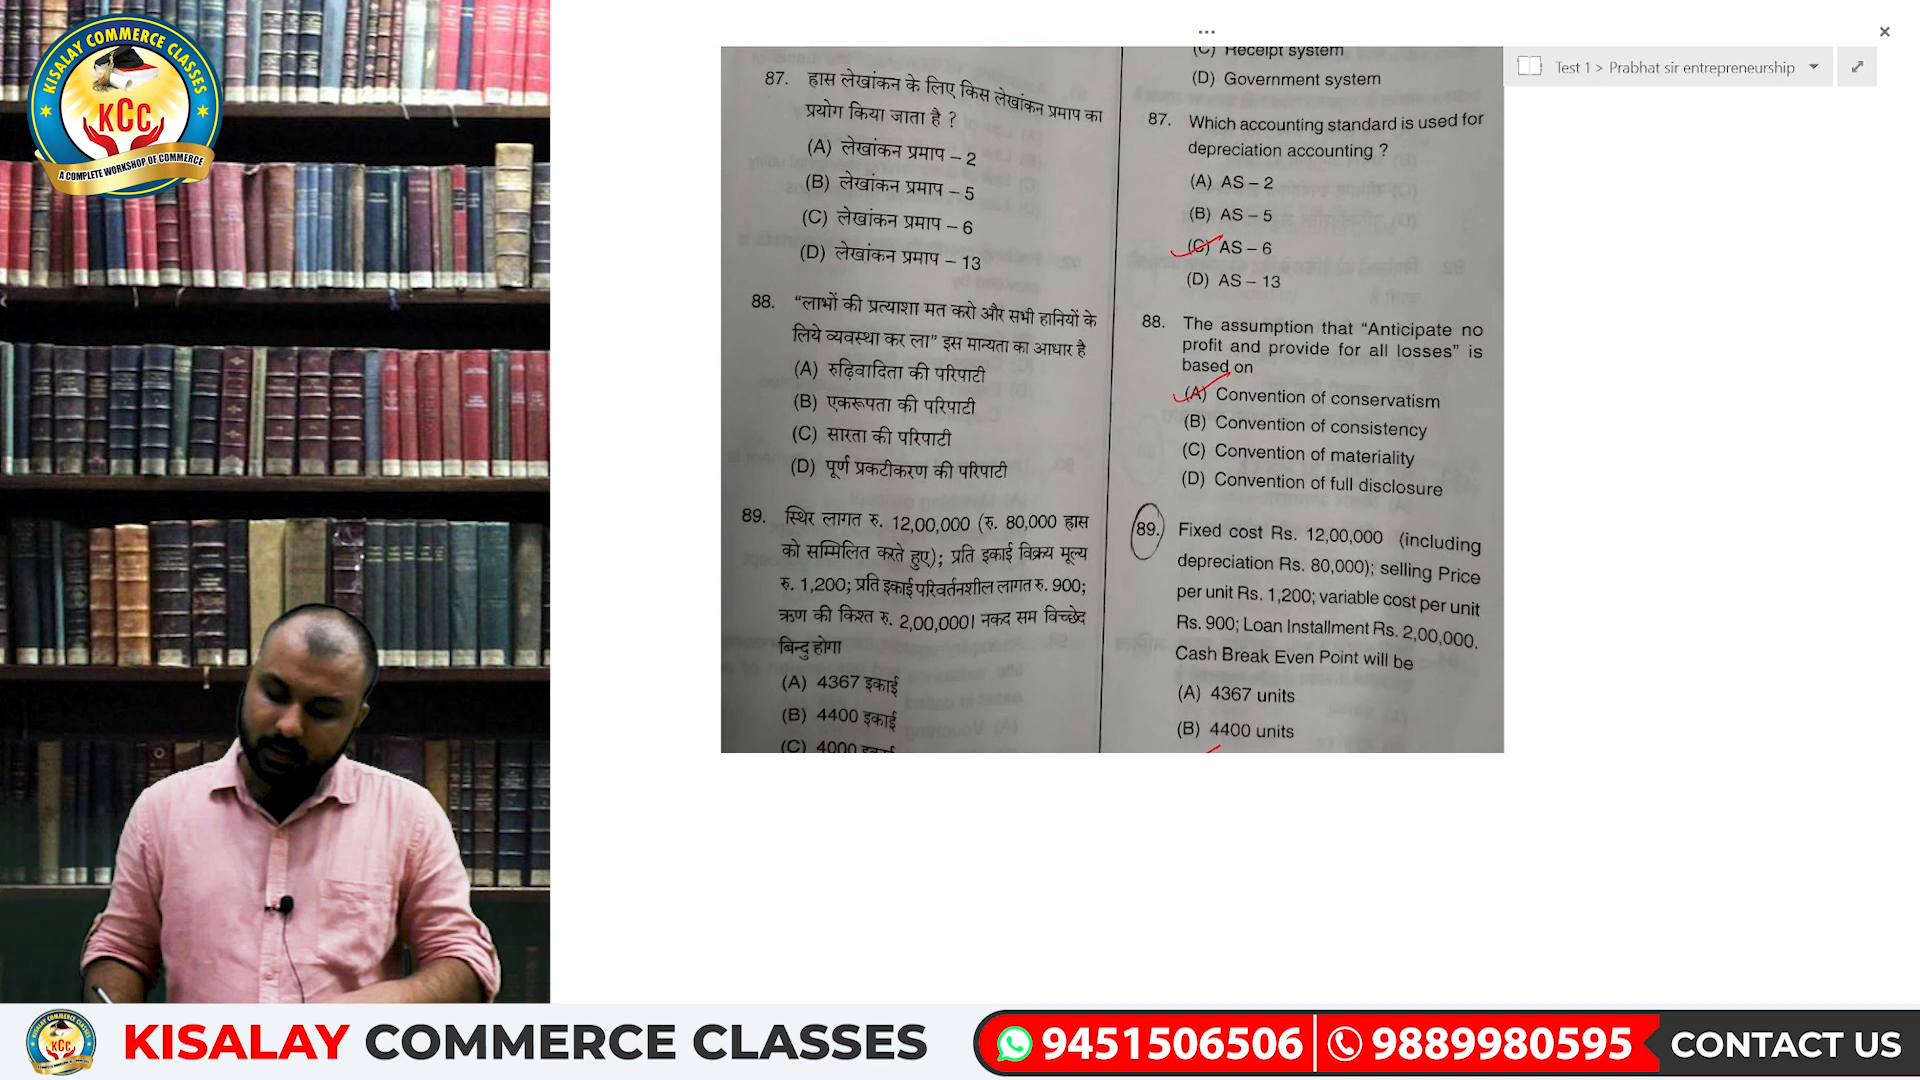 KISALAY COMMERCE CLASSES
KCC
A COMPLETE WORKSHOP OF COMMERCE
Test 1 > Prabhat sir entrepreneurship
87. ह्रास लेखांकन के लिए किस लेखांकन प्रमाप का
प्रयोग किया जाता है ?
(A) लेखांकन प्रमाप – 2
(B) लेखांकन प्रमाप – 5
(C) लेखांकन प्रमाप – 6
(D) लेखांकन प्रमाप – 13
88. “लाभों की प्रत्याशा मत करो और सभी हानियों के
लिये व्यवस्था कर ला” इस मान्यता का आधार है
(A) रुढ़िवादिता की परिपाटी
(B) एकरूपता की परिपाटी
(C) सारता की परिपाटी
(D) पूर्ण प्रकटीकरण की परिपाटी
89. स्थिर लागत रु. 12,00,000 (रु. 80,000 ह्रास
को सम्मिलित करते हुए); प्रति इकाई विक्रय मूल्य
रु. 1,200; प्रति इकाई परिवर्तनशील लागत रु. 900;
ऋण की किश्त रु. 2,00,000। नकद सम विच्छेद
बिन्दु होगा
(A) 4367 इकाई
(B) 4400 इकाई
(C) 4000 इकाई
(C) Receipt system
(D) Government system
87. Which accounting standard is used for
depreciation accounting ?
(A) AS – 2
(B) AS – 5
(C) AS – 6
(D) AS – 13
88. The assumption that “Anticipate no
profit and provide for all losses” is
based on
(A) Convention of conservatism
(B) Convention of consistency
(C) Convention of materiality
(D) Convention of full disclosure
89. Fixed cost Rs. 12,00,000 (including
depreciation Rs. 80,000); selling Price
per unit Rs. 1,200; variable cost per unit
Rs. 900; Loan Installment Rs. 2,00,000.
Cash Break Even Point will be
(A) 4367 units
(B) 4400 units
KISALAY COMMERCE CLASSES
9451506506
9889980595
CONTACT US